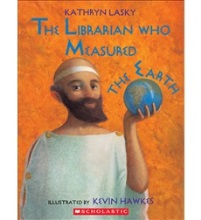 KATHRYN LASKY
THE LIBRARIAN WHO
MEASURED
THE EARTH
ILLUSTRATED BY KEVIN HAWKES
SCHOLASTIC